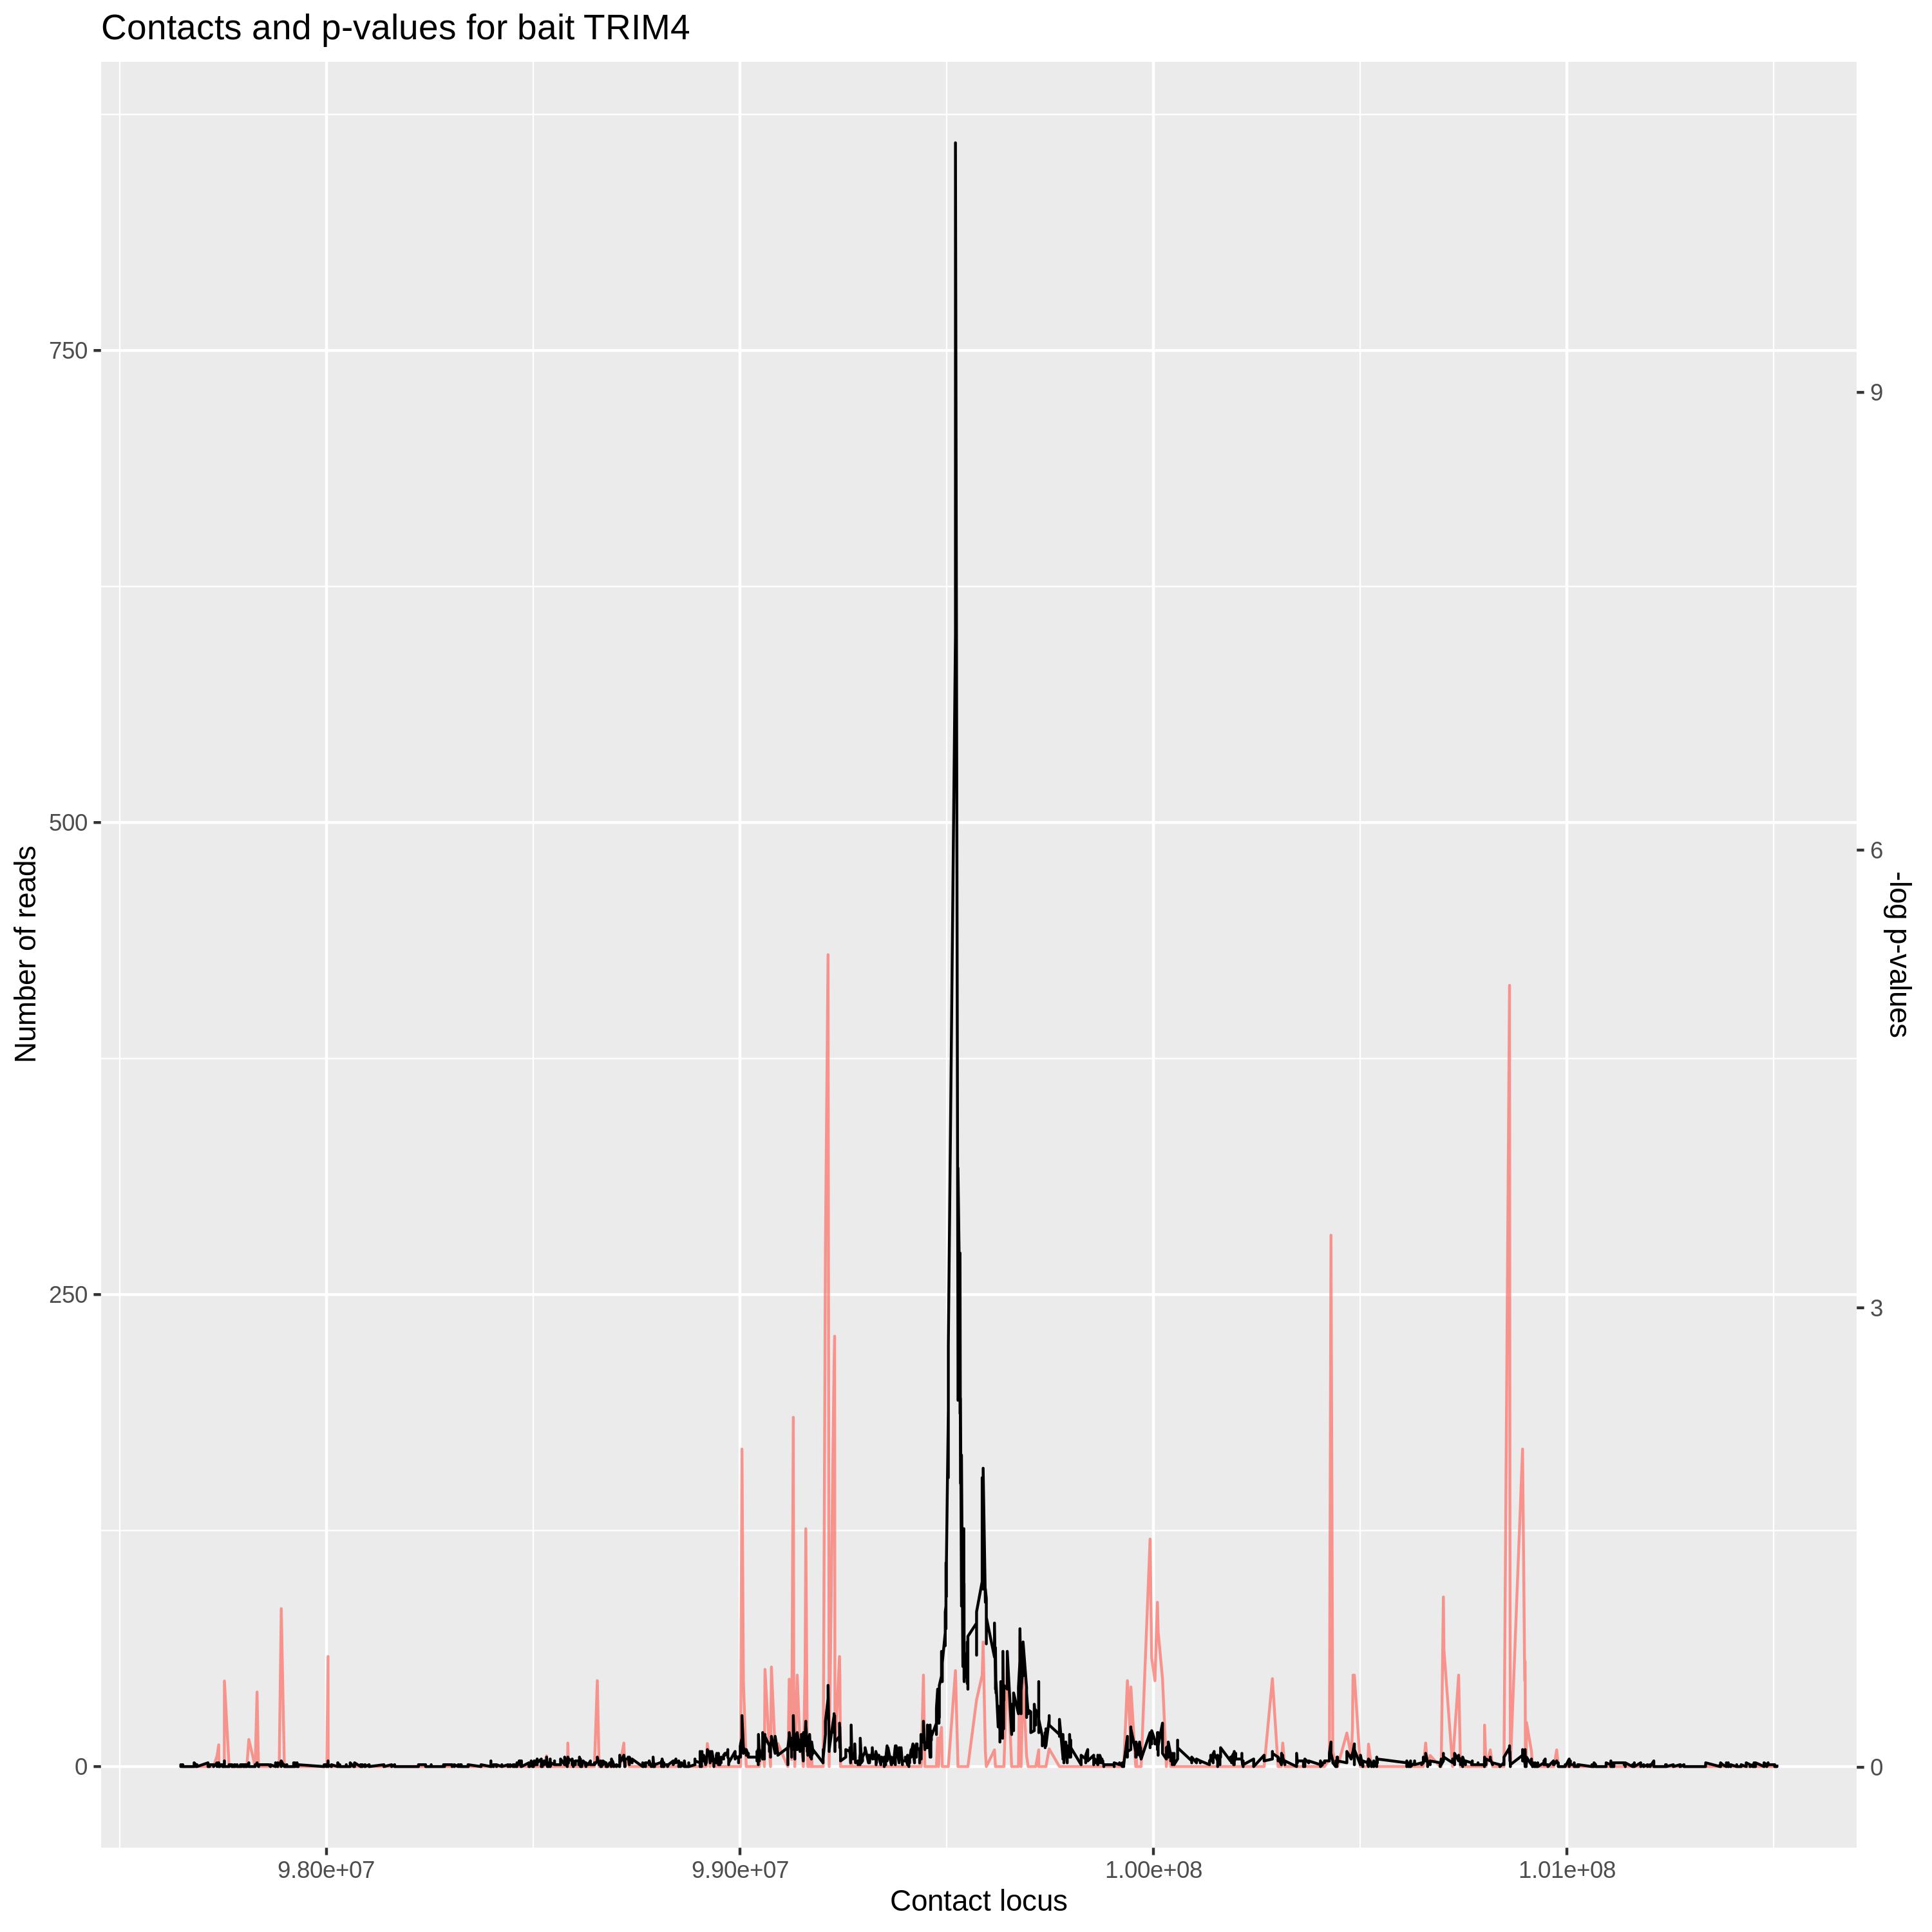 Contacts and p-values for bait TRIM4
750
500
250
0
Number of reads
9
6
3
0
-log p-values
9.80e+07
9.90e+07
1.00e+08
1.01e+08
Contact locus